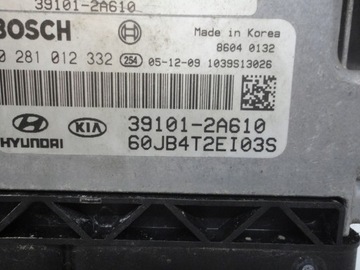 39101-2A610
BOSCH
Made in Korea
8604 0132
0 281 012 332 254 05-12-09 1039S13026
HYUNDAI KIA 39101-2A610
60JB4T2EI03S